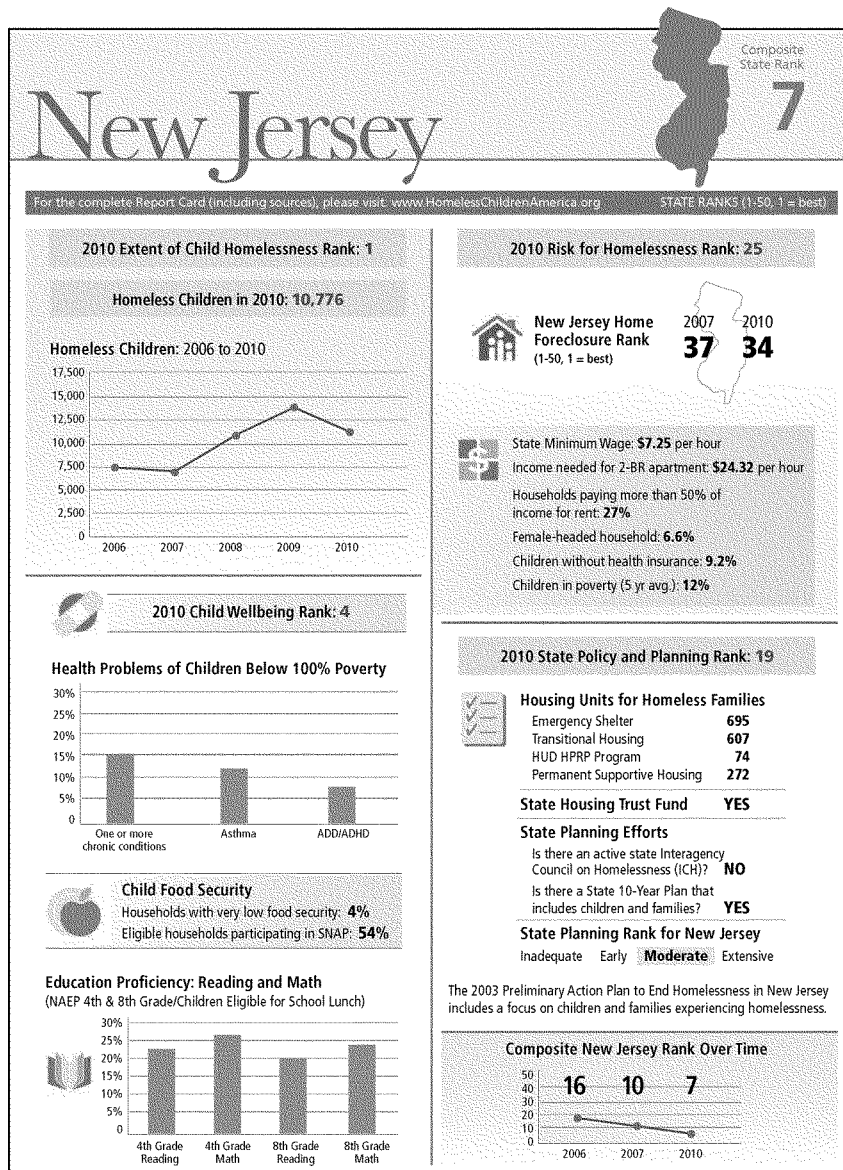 Composite
State Rank
7
New Jersey
For the complete Report Card (including sources), please visit: www.HomelessChildrenAmerica.org
STATE RANKS (1-50, 1 = best)
2010 Extent of Child Homelessness Rank: 1
Homeless Children in 2010: 10,776
Homeless Children: 2006 to 2010
17,500
15,000
12,500
10,000
7,500
5,000
2,500
0
2006 2007 2008 2009 2010
2010 Child Wellbeing Rank: 4
Health Problems of Children Below 100% Poverty
30%
25%
20%
15%
10%
5%
0
One or more
chronic conditions
Asthma
ADD/ADHD
Child Food Security
Households with very low food security: 4%
Eligible households participating in SNAP: 54%
Education Proficiency: Reading and Math
(NAEP 4th & 8th Grade/Children Eligible for School Lunch)
30%
25%
20%
15%
10%
5%
0
4th Grade
Reading
4th Grade
Math
8th Grade
Reading
8th Grade
Math
2010 Risk for Homelessness Rank: 25
New Jersey Home
Foreclosure Rank
(1-50, 1 = best)
2007 2010
37 34
$
State Minimum Wage: $7.25 per hour
Income needed for 2-BR apartment: $24.32 per hour
Households paying more than 50% of
income for rent: 27%
Female-headed household: 6.6%
Children without health insurance: 9.2%
Children in poverty (5 yr avg.): 12%
2010 State Policy and Planning Rank: 19
Housing Units for Homeless Families
Emergency Shelter 695
Transitional Housing 607
HUD HPRP Program 74
Permanent Supportive Housing 272
State Housing Trust Fund YES
State Planning Efforts
Is there an active state Interagency
Council on Homelessness (ICH)? NO
Is there a State 10-Year Plan that
includes children and families? YES
State Planning Rank for New Jersey
Inadequate Early Moderate Extensive
The 2003 Preliminary Action Plan to End Homelessness in New Jersey
includes a focus on children and families experiencing homelessness.
Composite New Jersey Rank Over Time
50
40
30
20
10
0
16 10 7
2006 2007 2010